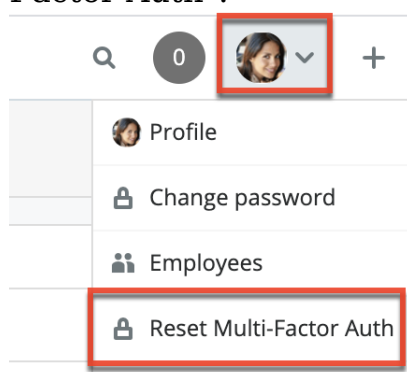 Factor Auth".
0
Profile
Change password
Employees
Reset Multi-Factor Auth